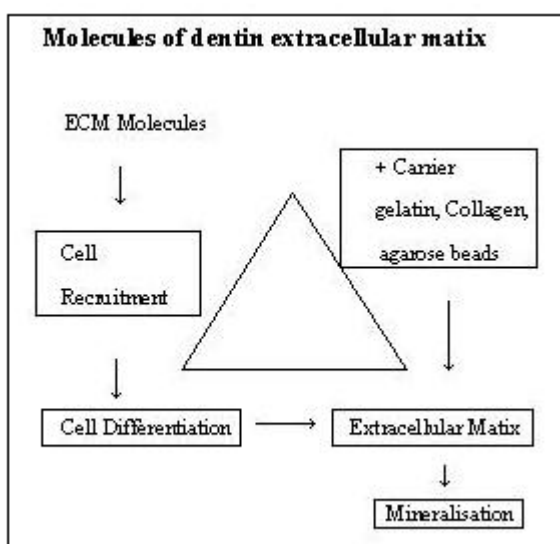 Molecules of dentin extracellular matix
ECM Molecules
+ Carrier
gelatin, Collagen,
agarose beads
Cell
Recruitment
Cell Differentiation
Extracellular Matix
Mineralisation